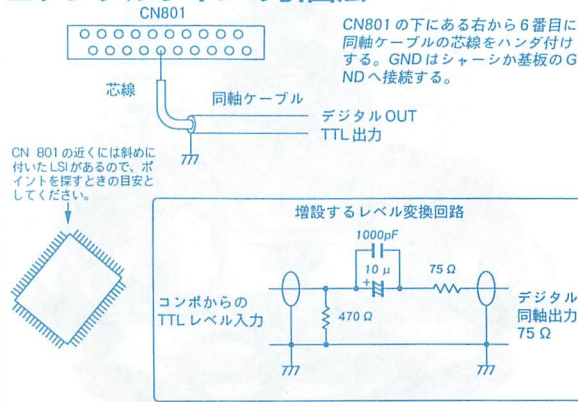 CN801
CN801の下にある右から6番目に
同軸ケーブルの芯線をハンダ付け
する。GNDはシャーシか基板のG
NDへ接続する。
芯線
同軸ケーブル
デジタルOUT
TTL出力
CN 801の近くには斜めに
付いたLSIがあるので、ポ
イントを探すときの目安と
してください。
増設するレベル変換回路
1000pF
10μ
+
75Ω
470Ω
コンポからの
TTLレベル入力
デジタル
同軸出力
75Ω